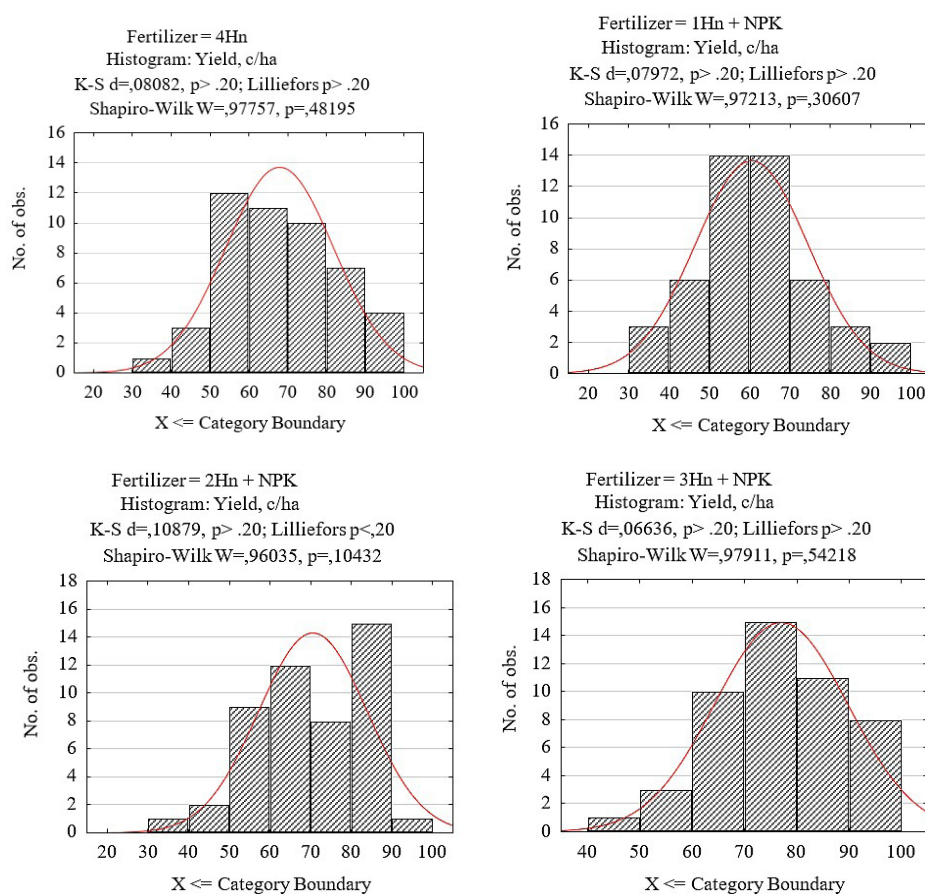 Fertilizer = 4Hn
Histogram: Yield, c/ha
K-S d=,08082, p> .20; Lilliefors p> .20
Shapiro-Wilk W=,97757, p=,48195
16
14
12
10
8
6
4
2
0
No. of obs.
20 30 40 50 60 70 80 90 100
X <= Category Boundary
Fertilizer = 1Hn + NPK
Histogram: Yield, c/ha
K-S d=,07972, p> .20; Lilliefors p> .20
Shapiro-Wilk W=,97213, p=,30607
16
14
12
10
8
6
4
2
0
No. of obs.
20 30 40 50 60 70 80 90 100
X <= Category Boundary
Fertilizer = 2Hn + NPK
Histogram: Yield, c/ha
K-S d=,10879, p> .20; Lilliefors p<,20
Shapiro-Wilk W=,96035, p=,10432
18
16
14
12
10
8
6
4
2
0
No. of obs.
20 30 40 50 60 70 80 90 100
X <= Category Boundary
Fertilizer = 3Hn + NPK
Histogram: Yield, c/ha
K-S d=,06636, p> .20; Lilliefors p> .20
Shapiro-Wilk W=,97911, p=,54218
18
16
14
12
10
8
6
4
2
0
No. of obs.
40 50 60 70 80 90 100
X <= Category Boundary